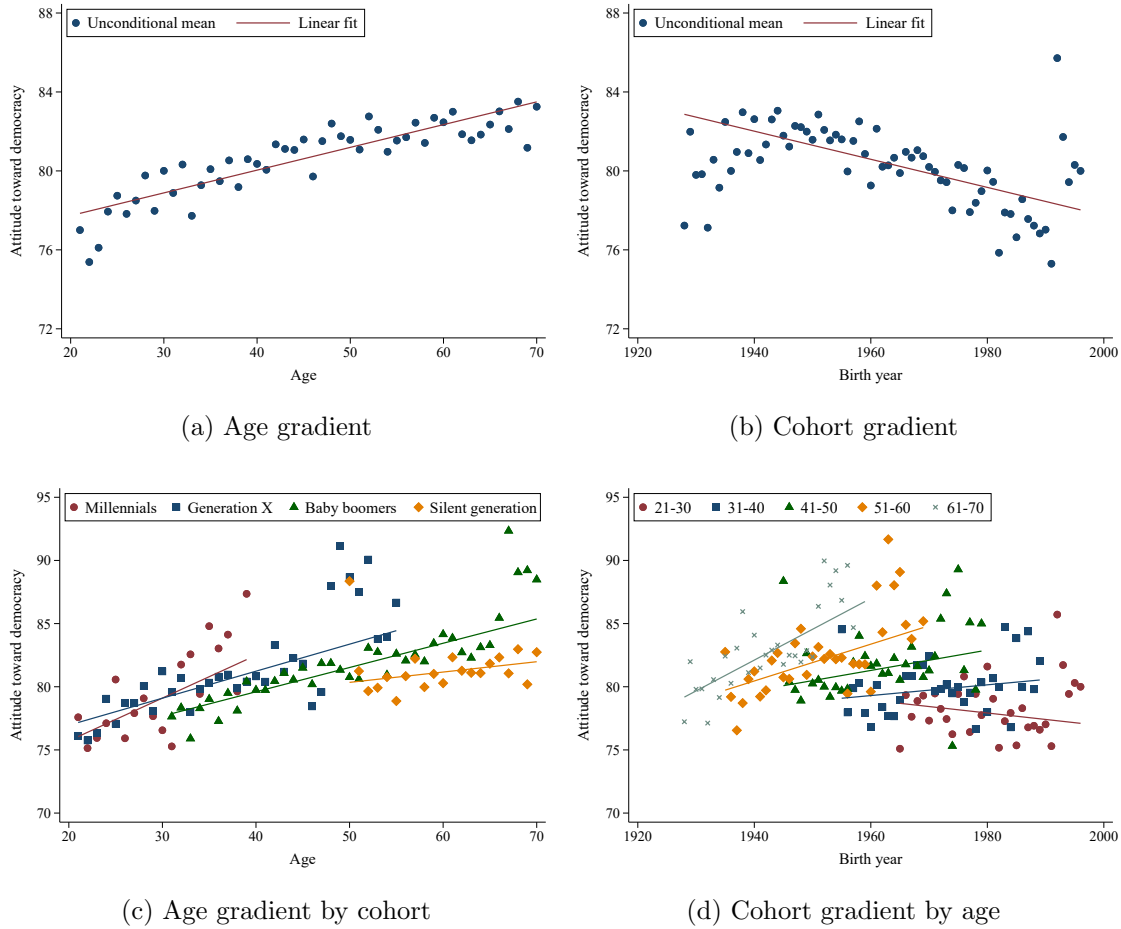 Unconditional mean Linear fit
88
84
80
76
72
Attitude toward democracy
20 30 40 50 60 70
Age
(a) Age gradient
Unconditional mean Linear fit
88
84
80
76
72
Attitude toward democracy
1920 1940 1960 1980 2000
Birth year
(b) Cohort gradient
Millennials Generation X Baby boomers Silent generation
95
90
85
80
75
70
Attitude toward democracy
20 30 40 50 60 70
Age
(c) Age gradient by cohort
21-30 31-40 41-50 51-60 61-70
95
90
85
80
75
70
Attitude toward democracy
1920 1940 1960 1980 2000
Birth year
(d) Cohort gradient by age